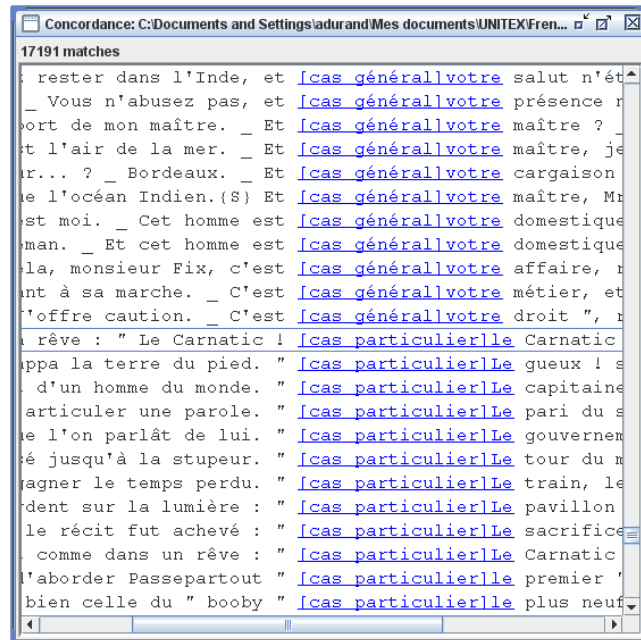 Concordance: C:\Documents and Settings\adurand\Mes documents\UNITEX\Fren...
17191 matches
rester dans l'Inde, et [cas général]votre salut n'ét
_ Vous n'abusez pas, et [cas général]votre présence
ort de mon maître. _ Et [cas général]votre maître ? _
t l'air de la mer. _ Et [cas général]votre maître, je
r... ? _ Bordeaux. _ Et [cas général]votre cargaison
e l'océan Indien.{S} Et [cas général]votre maître, Mr
st moi. _ Cet homme est [cas général]votre domestique
man. _ Et cet homme est [cas général]votre domestique
la, monsieur Fix, c'est [cas général]votre affaire,
nt à sa marche. _ C'est [cas général]votre métier, et
'offre caution. _ C'est [cas général]votre droit ",
rêve : " Le Carnatic ! [cas particulier]le Carnatic
ppa la terre du pied. " [cas particulier]Le gueux ! s
d'un homme du monde. " [cas particulier]Le capitaine
articuler une parole. " [cas particulier]Le pari du s
e l'on parlât de lui. " [cas particulier]Le gouvernem
é jusqu'à la stupeur. " [cas particulier]Le tour du m
gagner le temps perdu. " [cas particulier]Le train, le
dent sur la lumière : " [cas particulier]Le pavillon
le récit fut achevé : " [cas particulier]Le sacrifice
comme dans un rêve : " [cas particulier]Le Carnatic
l'aborder Passepartout " [cas particulier]le premier "
bien celle du " booby " [cas particulier]le plus neuf